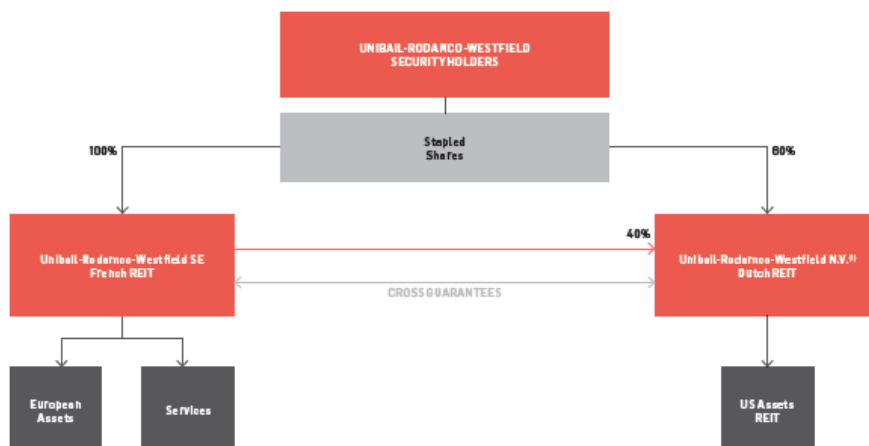 UNIBAIL-RODAMCO-WESTFIELD
SECURITYHOLDERS
Stapled
Shares
100%
60%
40%
Unibail-Rodamco-Westfield SE
French REIT
Unibail-Rodamco-Westfield N.V.⁽¹⁾
Dutch REIT
CROSS GUARANTEES
European
Assets
Services
US Assets
REIT